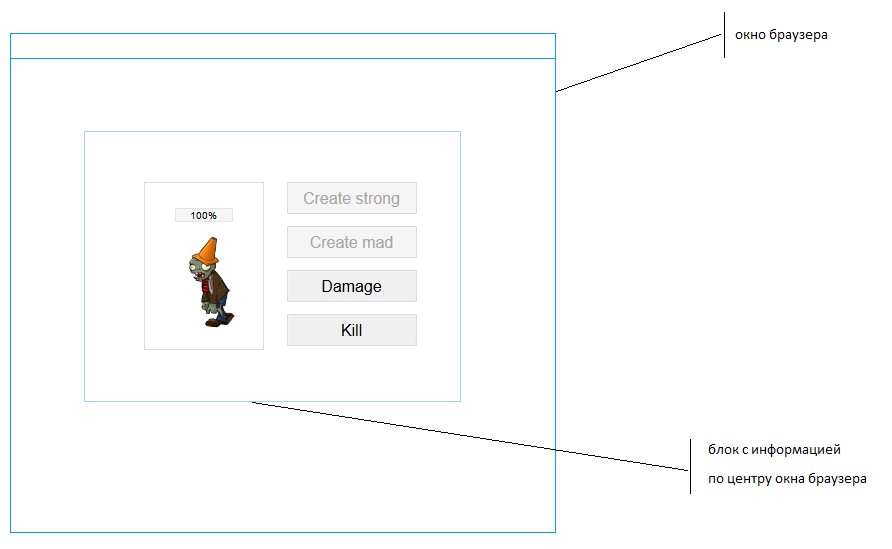 окно браузера
100%
Create strong
Create mad
Damage
Kill
блок с информацией
по центру окна браузера